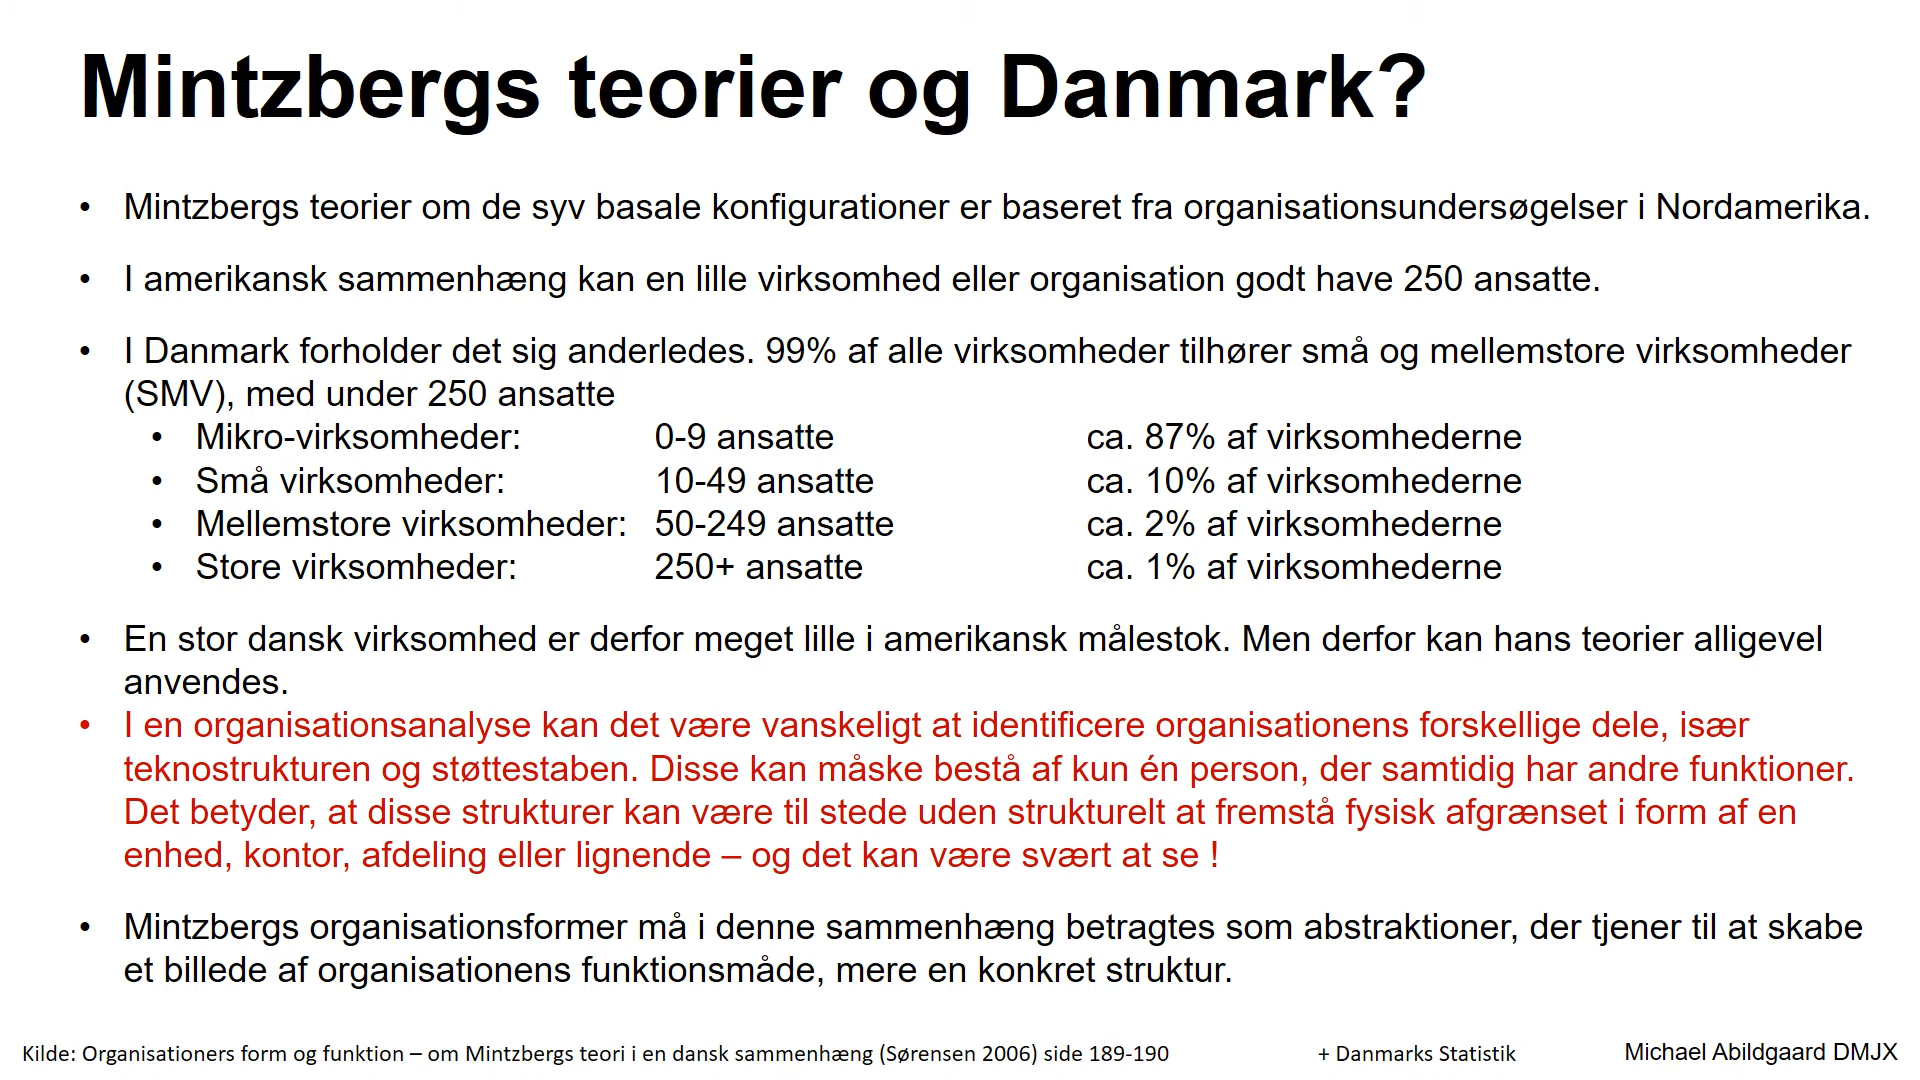 Mintzbergs teorier og Danmark?
• Mintzbergs teorier om de syv basale konfigurationer er baseret fra organisationsundersøgelser i Nordamerika.
• I amerikansk sammenhæng kan en lille virksomhed eller organisation godt have 250 ansatte.
• I Danmark forholder det sig anderledes. 99% af alle virksomheder tilhører små og mellemstore virksomheder
(SMV), med under 250 ansatte
• Mikro-virksomheder: 0-9 ansatte ca. 87% af virksomhederne
• Små virksomheder: 10-49 ansatte ca. 10% af virksomhederne
• Mellemstore virksomheder: 50-249 ansatte ca. 2% af virksomhederne
• Store virksomheder: 250+ ansatte ca. 1% af virksomhederne
• En stor dansk virksomhed er derfor meget lille i amerikansk målestok. Men derfor kan hans teorier alligevel
anvendes.
• I en organisationsanalyse kan det være vanskeligt at identificere organisationens forskellige dele, især
teknostrukturen og støttestaben. Disse kan måske bestå af kun én person, der samtidig har andre funktioner.
Det betyder, at disse strukturer kan være til stede uden strukturelt at fremstå fysisk afgrænset i form af en
enhed, kontor, afdeling eller lignende – og det kan være svært at se !
• Mintzbergs organisationsformer må i denne sammenhæng betragtes som abstraktioner, der tjener til at skabe
et billede af organisationens funktionsmåde, mere en konkret struktur.
Kilde: Organisationers form og funktion – om Mintzbergs teori i en dansk sammenhæng (Sørensen 2006) side 189-190 + Danmarks Statistik Michael Abildgaard DMJX